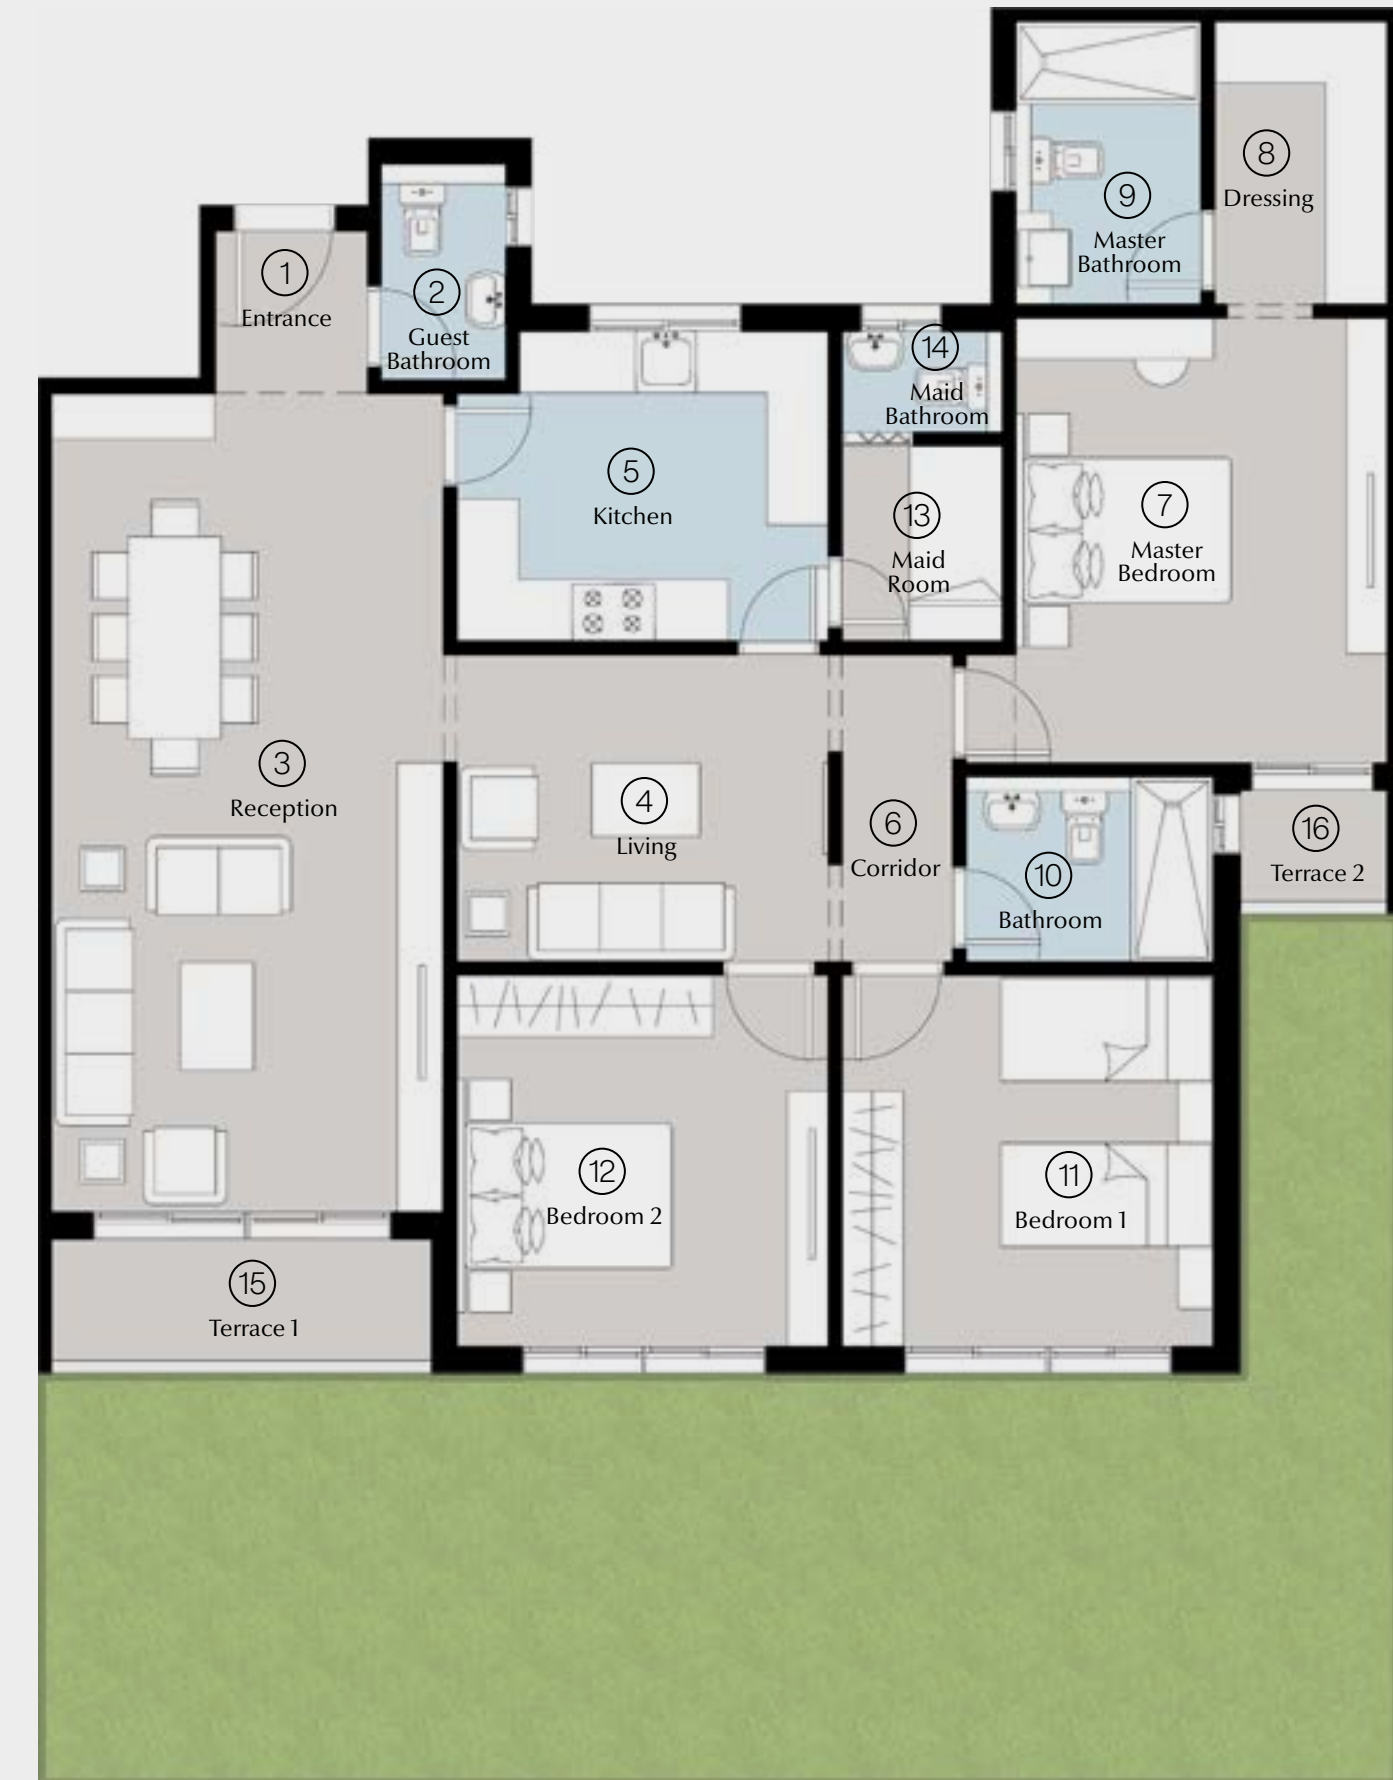 1
Entrance
2
Guest
Bathroom
3
Reception
4
Living
5
Kitchen
6
Corridor
7
Master
Bedroom
8
Dressing
9
Master
Bathroom
10
Bathroom
11
Bedroom 1
12
Bedroom 2
13
Maid
Room
14
Maid
Bathroom
15
Terrace 1
16
Terrace 2